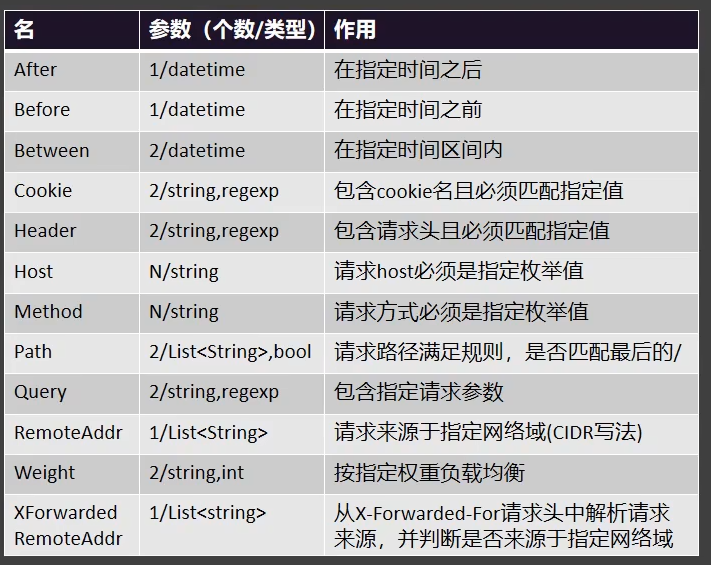 名 参数（个数/类型） 作用
After 1/datetime 在指定时间之后
Before 1/datetime 在指定时间之前
Between 2/datetime 在指定时间区间内
Cookie 2/string,regexp 包含cookie名且必须匹配指定值
Header 2/string,regexp 包含请求头且必须匹配指定值
Host N/string 请求host必须是指定枚举值
Method N/string 请求方式必须是指定枚举值
Path 2/List<String>,bool 请求路径满足规则，是否匹配最后的/
Query 2/string,regexp 包含指定请求参数
RemoteAddr 1/List<String> 请求来源于指定网络域(CIDR写法)
Weight 2/string,int 按指定权重负载均衡
XForwarded 1/List<string> 从X-Forwarded-For请求头中解析请求
RemoteAddr 来源，并判断是否来源于指定网络域